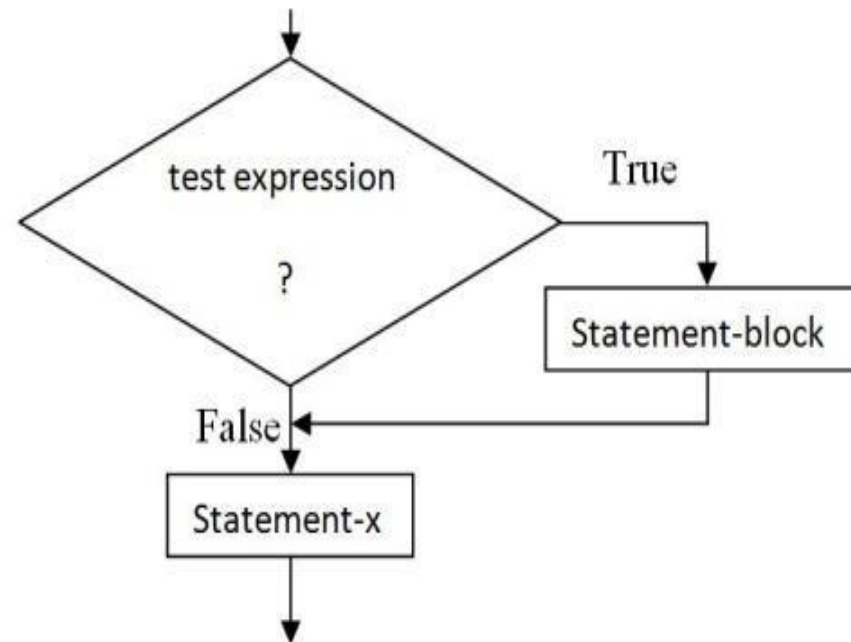 test expression
?
True
Statement-block
False
Statement-x